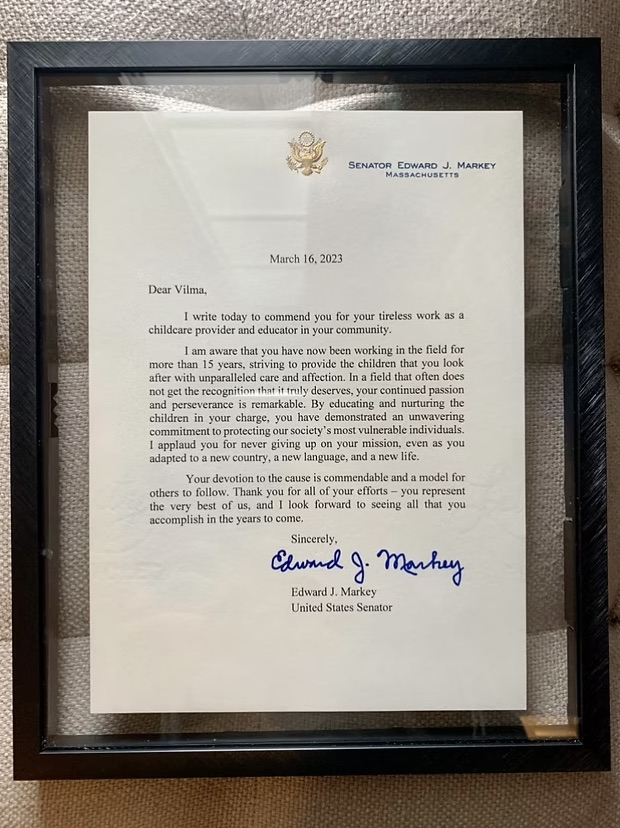 SENATOR EDWARD J. MARKEY
MASSACHUSETTS
March 16, 2023
Dear Vilma,
I write today to commend you for your tireless work as a
childcare provider and educator in your community.
I am aware that you have now been working in the field for
more than 15 years, striving to provide the children that you look
after with unparalleled care and affection. In a field that often does
not get the recognition that it truly deserves, your continued passion
and perseverance is remarkable. By educating and nurturing the
children in your charge, you have demonstrated an unwavering
commitment to protecting our society's most vulnerable individuals.
I applaud you for never giving up on your mission, even as you
adapted to a new country, a new language, and a new life.
Your devotion to the cause is commendable and a model for
others to follow. Thank you for all of your efforts – you represent
the very best of us, and I look forward to seeing all that you
accomplish in the years to come.
Sincerely,
Edward J. Markey
Edward J. Markey
United States Senator